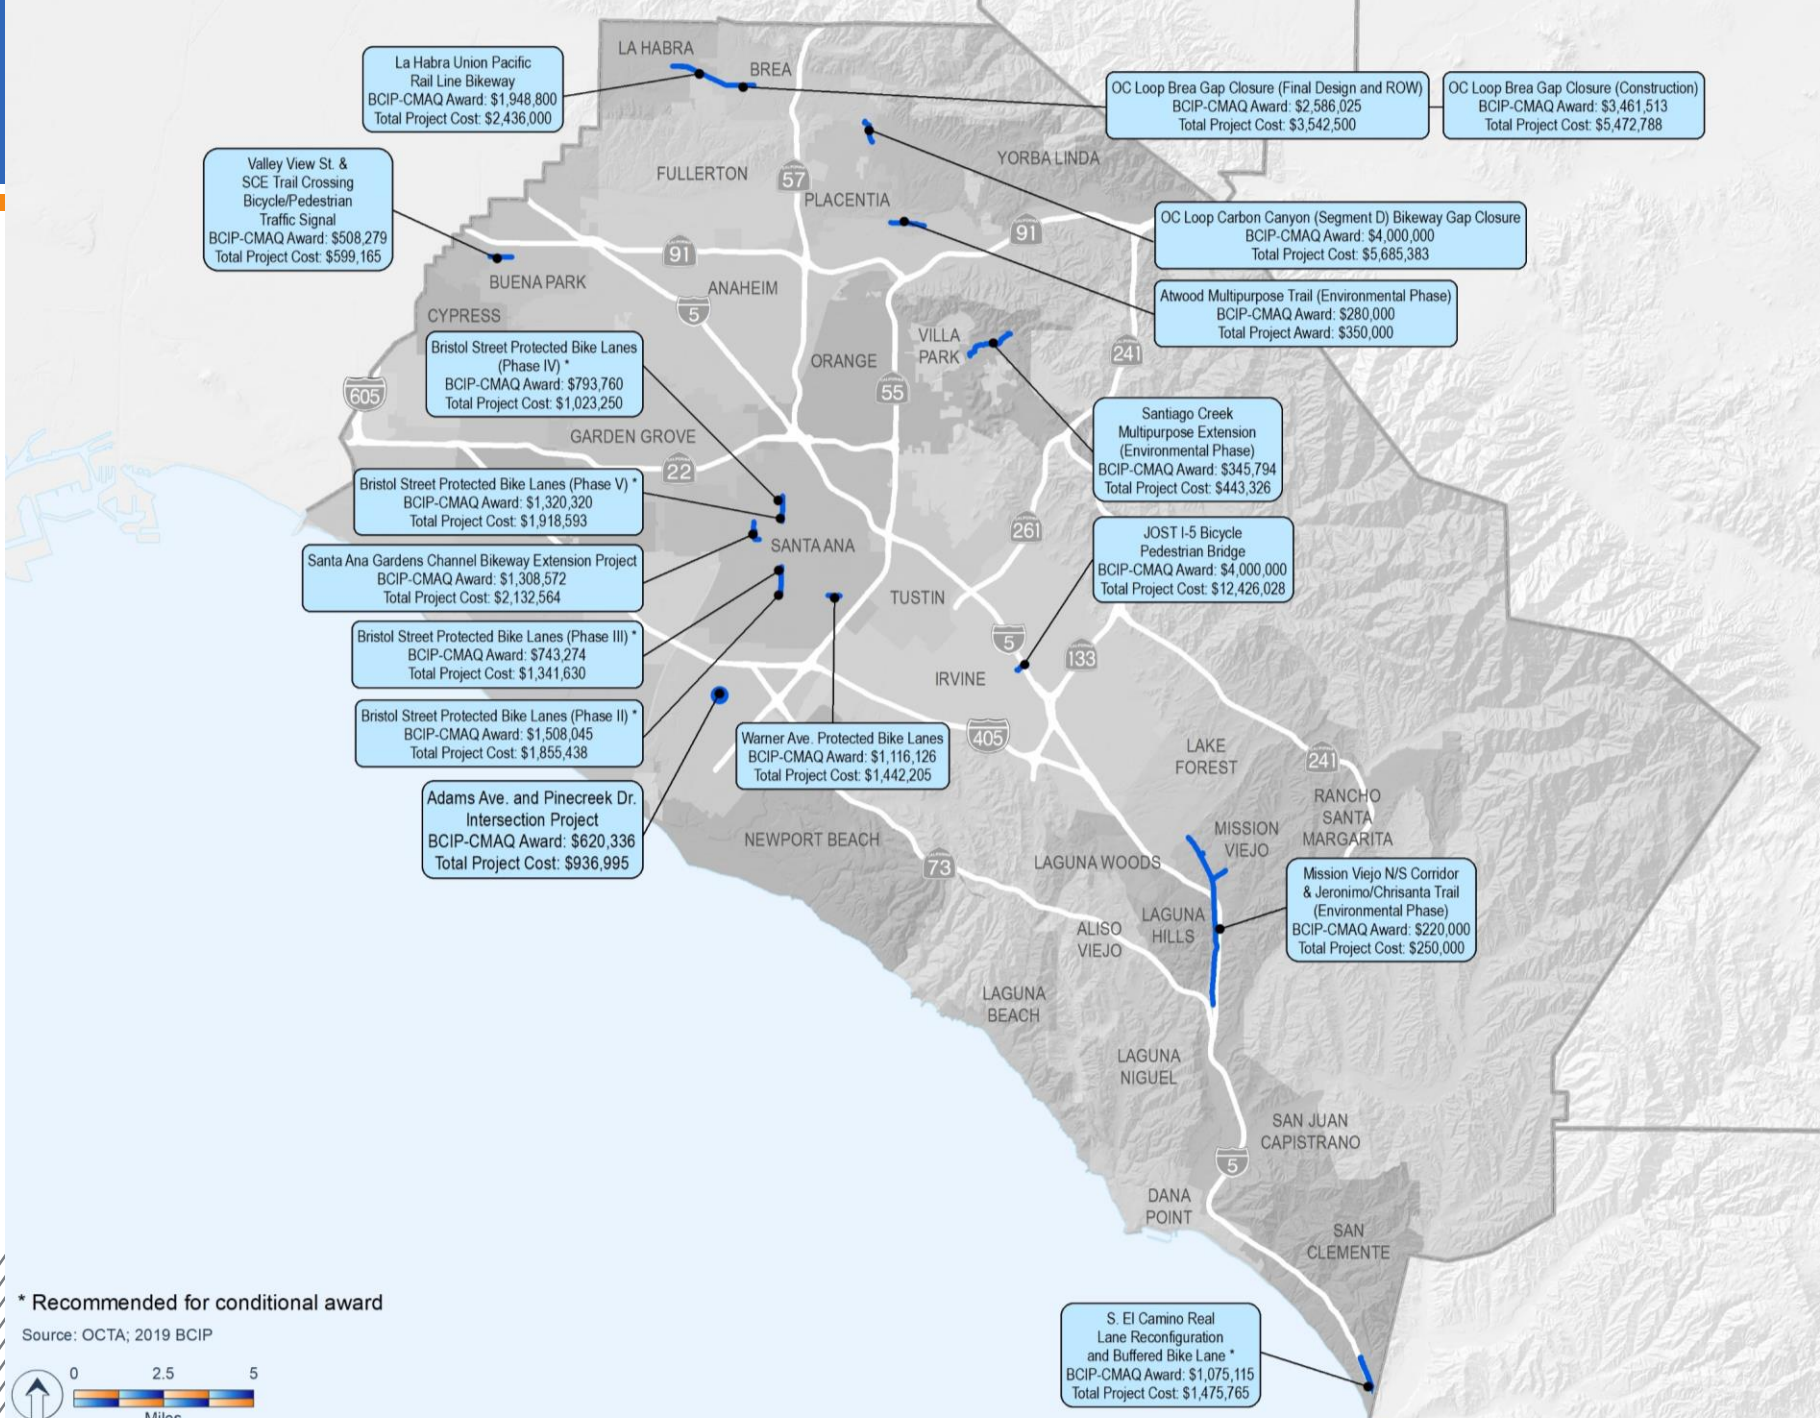 La Habra Union Pacific
Rail Line Bikeway
BCIP-CMAQ Award: $1,948,800
Total Project Cost: $2,436,000
Valley View St. &
SCE Trail Crossing
Bicycle/Pedestrian
Traffic Signal
BCIP-CMAQ Award: $508,279
Total Project Cost: $599,165
OC Loop Brea Gap Closure (Final Design and ROW)
BCIP-CMAQ Award: $2,586,025
Total Project Cost: $3,542,500
OC Loop Brea Gap Closure (Construction)
BCIP-CMAQ Award: $3,461,513
Total Project Cost: $5,472,788
OC Loop Carbon Canyon (Segment D) Bikeway Gap Closure
BCIP-CMAQ Award: $4,000,000
Total Project Cost: $5,685,383
Atwood Multipurpose Trail (Environmental Phase)
BCIP-CMAQ Award: $280,000
Total Project Award: $350,000
Bristol Street Protected Bike Lanes
(Phase IV) *
BCIP-CMAQ Award: $793,760
Total Project Cost: $1,023,250
Santiago Creek
Multipurpose Extension
(Environmental Phase)
BCIP-CMAQ Award: $345,794
Total Project Cost: $443,326
Bristol Street Protected Bike Lanes (Phase V) *
BCIP-CMAQ Award: $1,320,320
Total Project Cost: $1,918,593
JOST I-5 Bicycle
Pedestrian Bridge
BCIP-CMAQ Award: $4,000,000
Total Project Cost: $12,426,028
Santa Ana Gardens Channel Bikeway Extension Project
BCIP-CMAQ Award: $1,308,572
Total Project Cost: $2,132,564
Bristol Street Protected Bike Lanes (Phase III) *
BCIP-CMAQ Award: $743,274
Total Project Cost: $1,341,630
Bristol Street Protected Bike Lanes (Phase II) *
BCIP-CMAQ Award: $1,508,045
Total Project Cost: $1,855,438
Warner Ave. Protected Bike Lanes
BCIP-CMAQ Award: $1,116,126
Total Project Cost: $1,442,205
Adams Ave. and Pinecreek Dr.
Intersection Project
BCIP-CMAQ Award: $620,336
Total Project Cost: $936,995
Mission Viejo N/S Corridor
& Jeronimo/Chrisanta Trail
(Environmental Phase)
BCIP-CMAQ Award: $220,000
Total Project Cost: $250,000
S. El Camino Real
Lane Reconfiguration
and Buffered Bike Lane *
BCIP-CMAQ Award: $1,075,115
Total Project Cost: $1,475,765
LA HABRA
BREA
FULLERTON
57
YORBA LINDA
PLACENTIA
91
91
BUENA PARK
ANAHEIM
5
CYPRESS
VILLA
PARK
ORANGE
241
605
55
GARDEN GROVE
22
261
SANTA ANA
TUSTIN
5
133
IRVINE
405
LAKE
FOREST
241
RANCHO
SANTA
MARGARITA
MISSION
VIEJO
NEWPORT BEACH
73
LAGUNA WOODS
LAGUNA
HILLS
ALISO
VIEJO
LAGUNA
BEACH
LAGUNA
NIGUEL
SAN JUAN
CAPISTRANO
5
DANA
POINT
SAN
CLEMENTE
* Recommended for conditional award
Source: OCTA; 2019 BCIP
0 2.5 5
Miles